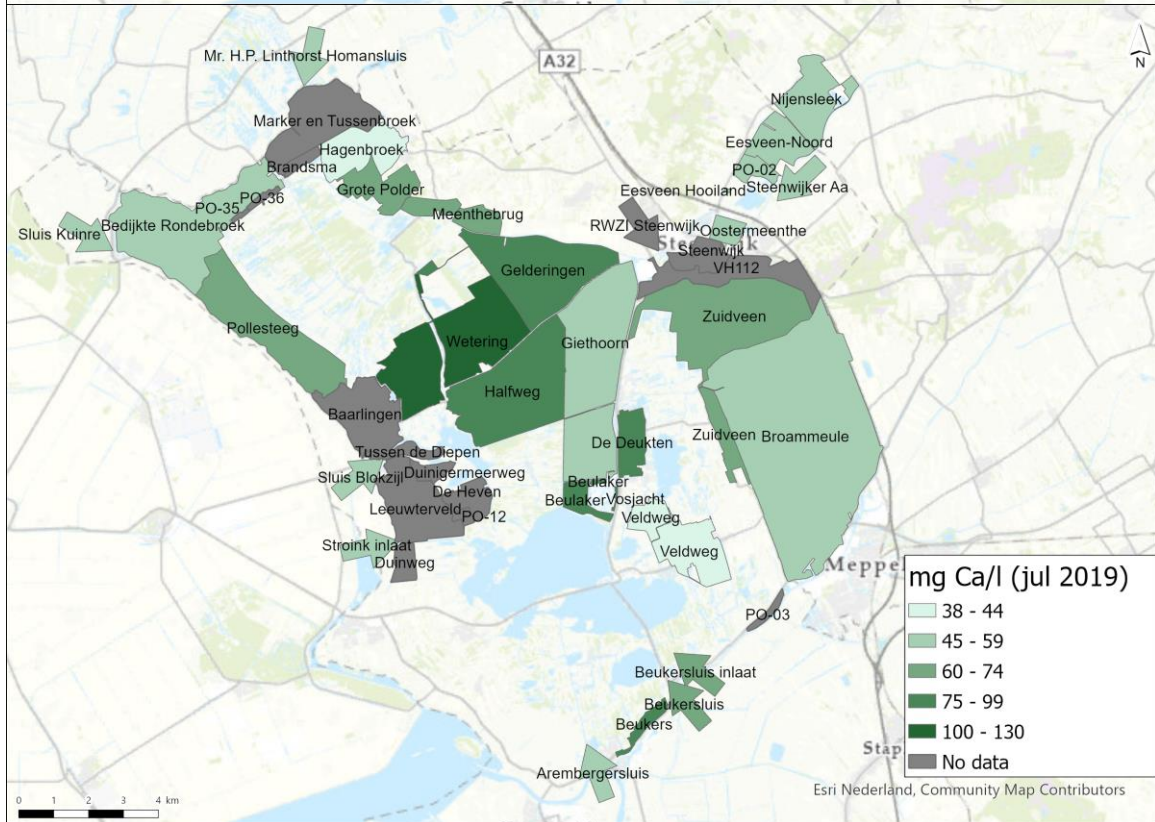 A32
N
Mr. H.P. Linthorst Homansluis
Nijensleek
Marker en Tussenbroek
Eesveen-Noord
Hagenbroek
Brandsma
PO-02
Grote Polder
Eesveen Hooiland
Steenwijker Aa
PO-36
PO-35
Meenthebrug
Bedijkte Rondebroek
RWZI Steenwijk
Oostermeenthe
Sluis Kuinre
Steenwijk
Gelderingen
VH112
Zuidveen
Pollesteeg
Wetering
Giethoorn
Halfweg
Baarlingen
Zuidveen
Broammeule
De Deukten
Tussen de Diepen
Sluis Blokzijl
Duinigermeerweg
Beulaker
De Heven
Beulaker
Vosjacht
Leeuwterveld
PO-12
Veldweg
Stroink inlaat
Veldweg
Duinweg
Meppel
PO-03
mg Ca/l (jul 2019)
38 - 44
45 - 59
60 - 74
75 - 99
100 - 130
No data
Beukersluis inlaat
Beukersluis
Beukers
Arembergersluis
Stap
Esri Nederland, Community Map Contributors
0 1 2 3 4 km